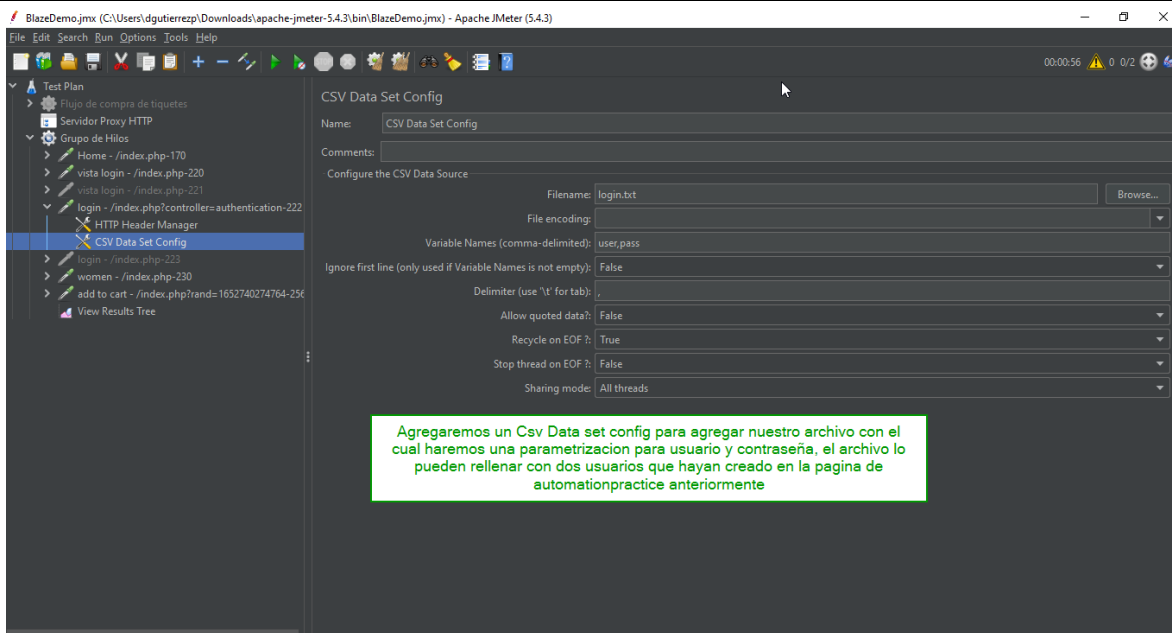 BlazeDemo.jmx (C:\Users\dgutierrezp\Downloads\apache-jmeter-5.4.3\bin\BlazeDemo.jmx) - Apache JMeter (5.4.3)
File Edit Search Run Options Tools Help
00:00:56 0 0/2
Test Plan
Flujo de compra de tiquetes
Servidor Proxy HTTP
Grupo de Hilos
Home - /index.php-170
vista login - /index.php-220
vista login - /index.php-221
login - /index.php?controller=authentication-222
HTTP Header Manager
CSV Data Set Config
login - /index.php-223
women - /index.php-230
add to cart - /index.php?rand=1652740274764-256
View Results Tree
CSV Data Set Config
Name: CSV Data Set Config
Comments:
Configure the CSV Data Source
Filename: login.txt Browse...
File encoding:
Variable Names (comma-delimited): user,pass
Ignore first line (only used if Variable Names is not empty): False
Delimiter (use '\t' for tab): ,
Allow quoted data?: False
Recycle on EOF ?: True
Stop thread on EOF ?: False
Sharing mode: All threads
Agregaremos un Csv Data set config para agregar nuestro archivo con el
cual haremos una parametrizacion para usuario y contraseña, el archivo lo
pueden rellenar con dos usuarios que hayan creado en la pagina de
automationpractice anteriormente